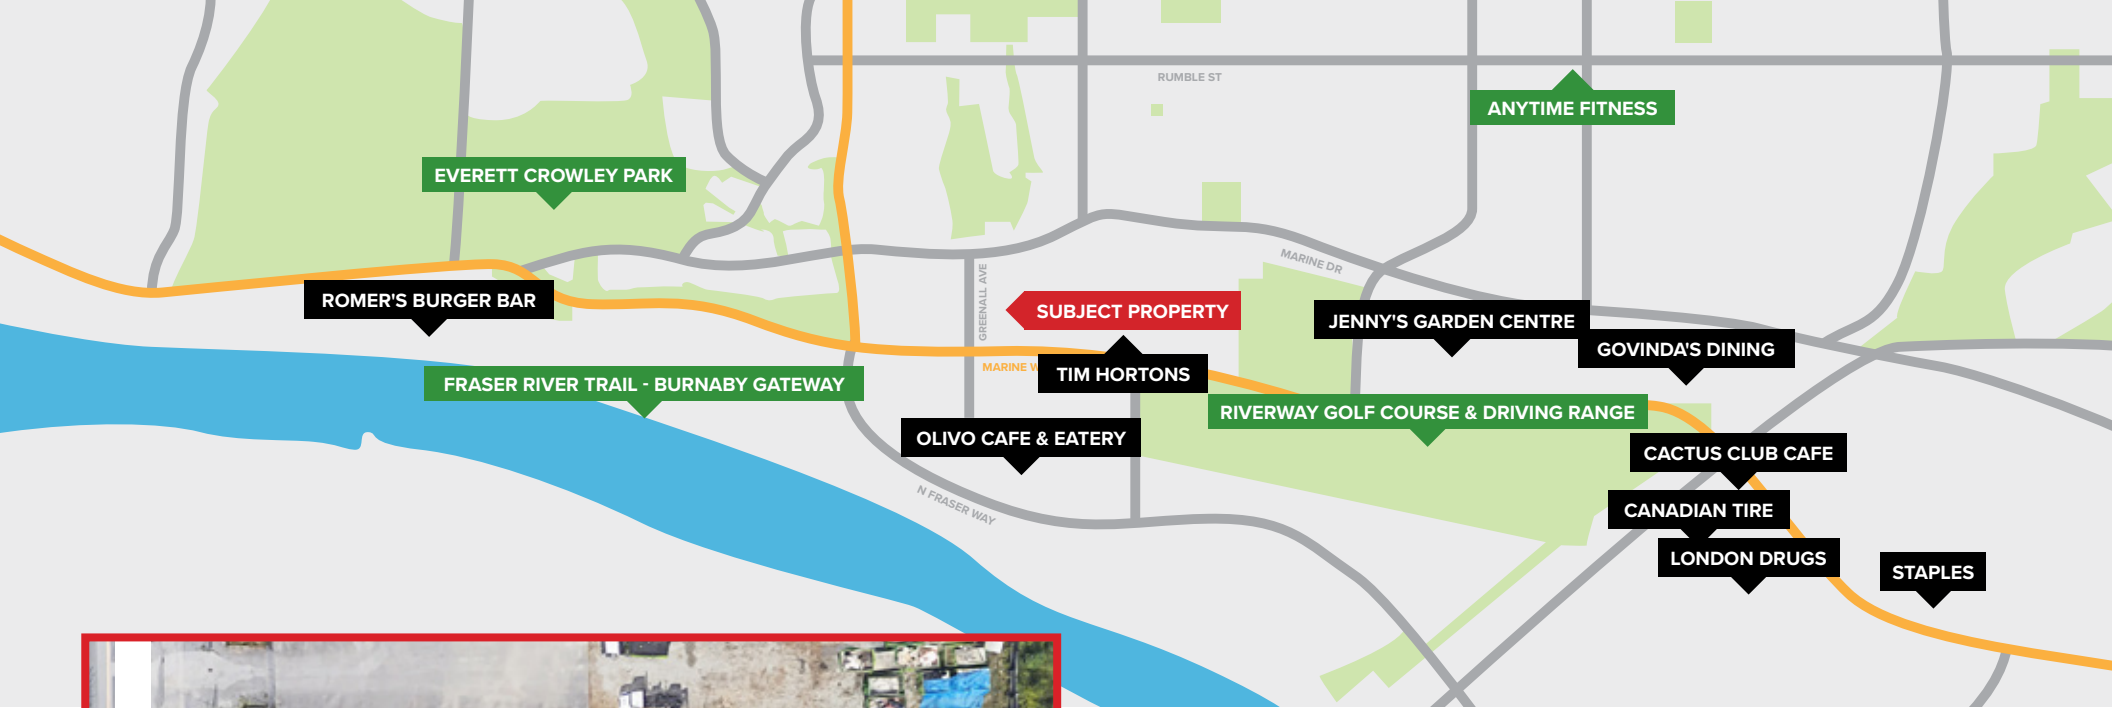 RUMBLE ST
ANYTIME FITNESS
EVERETT CROWLEY PARK
MARINE DR
GREENALL AVE
ROMER'S BURGER BAR
SUBJECT PROPERTY
JENNY'S GARDEN CENTRE
GOVINDA'S DINING
MARINE W
TIM HORTONS
FRASER RIVER TRAIL - BURNABY GATEWAY
RIVERWAY GOLF COURSE & DRIVING RANGE
OLIVO CAFE & EATERY
CACTUS CLUB CAFE
N FRASER WAY
CANADIAN TIRE
LONDON DRUGS
STAPLES